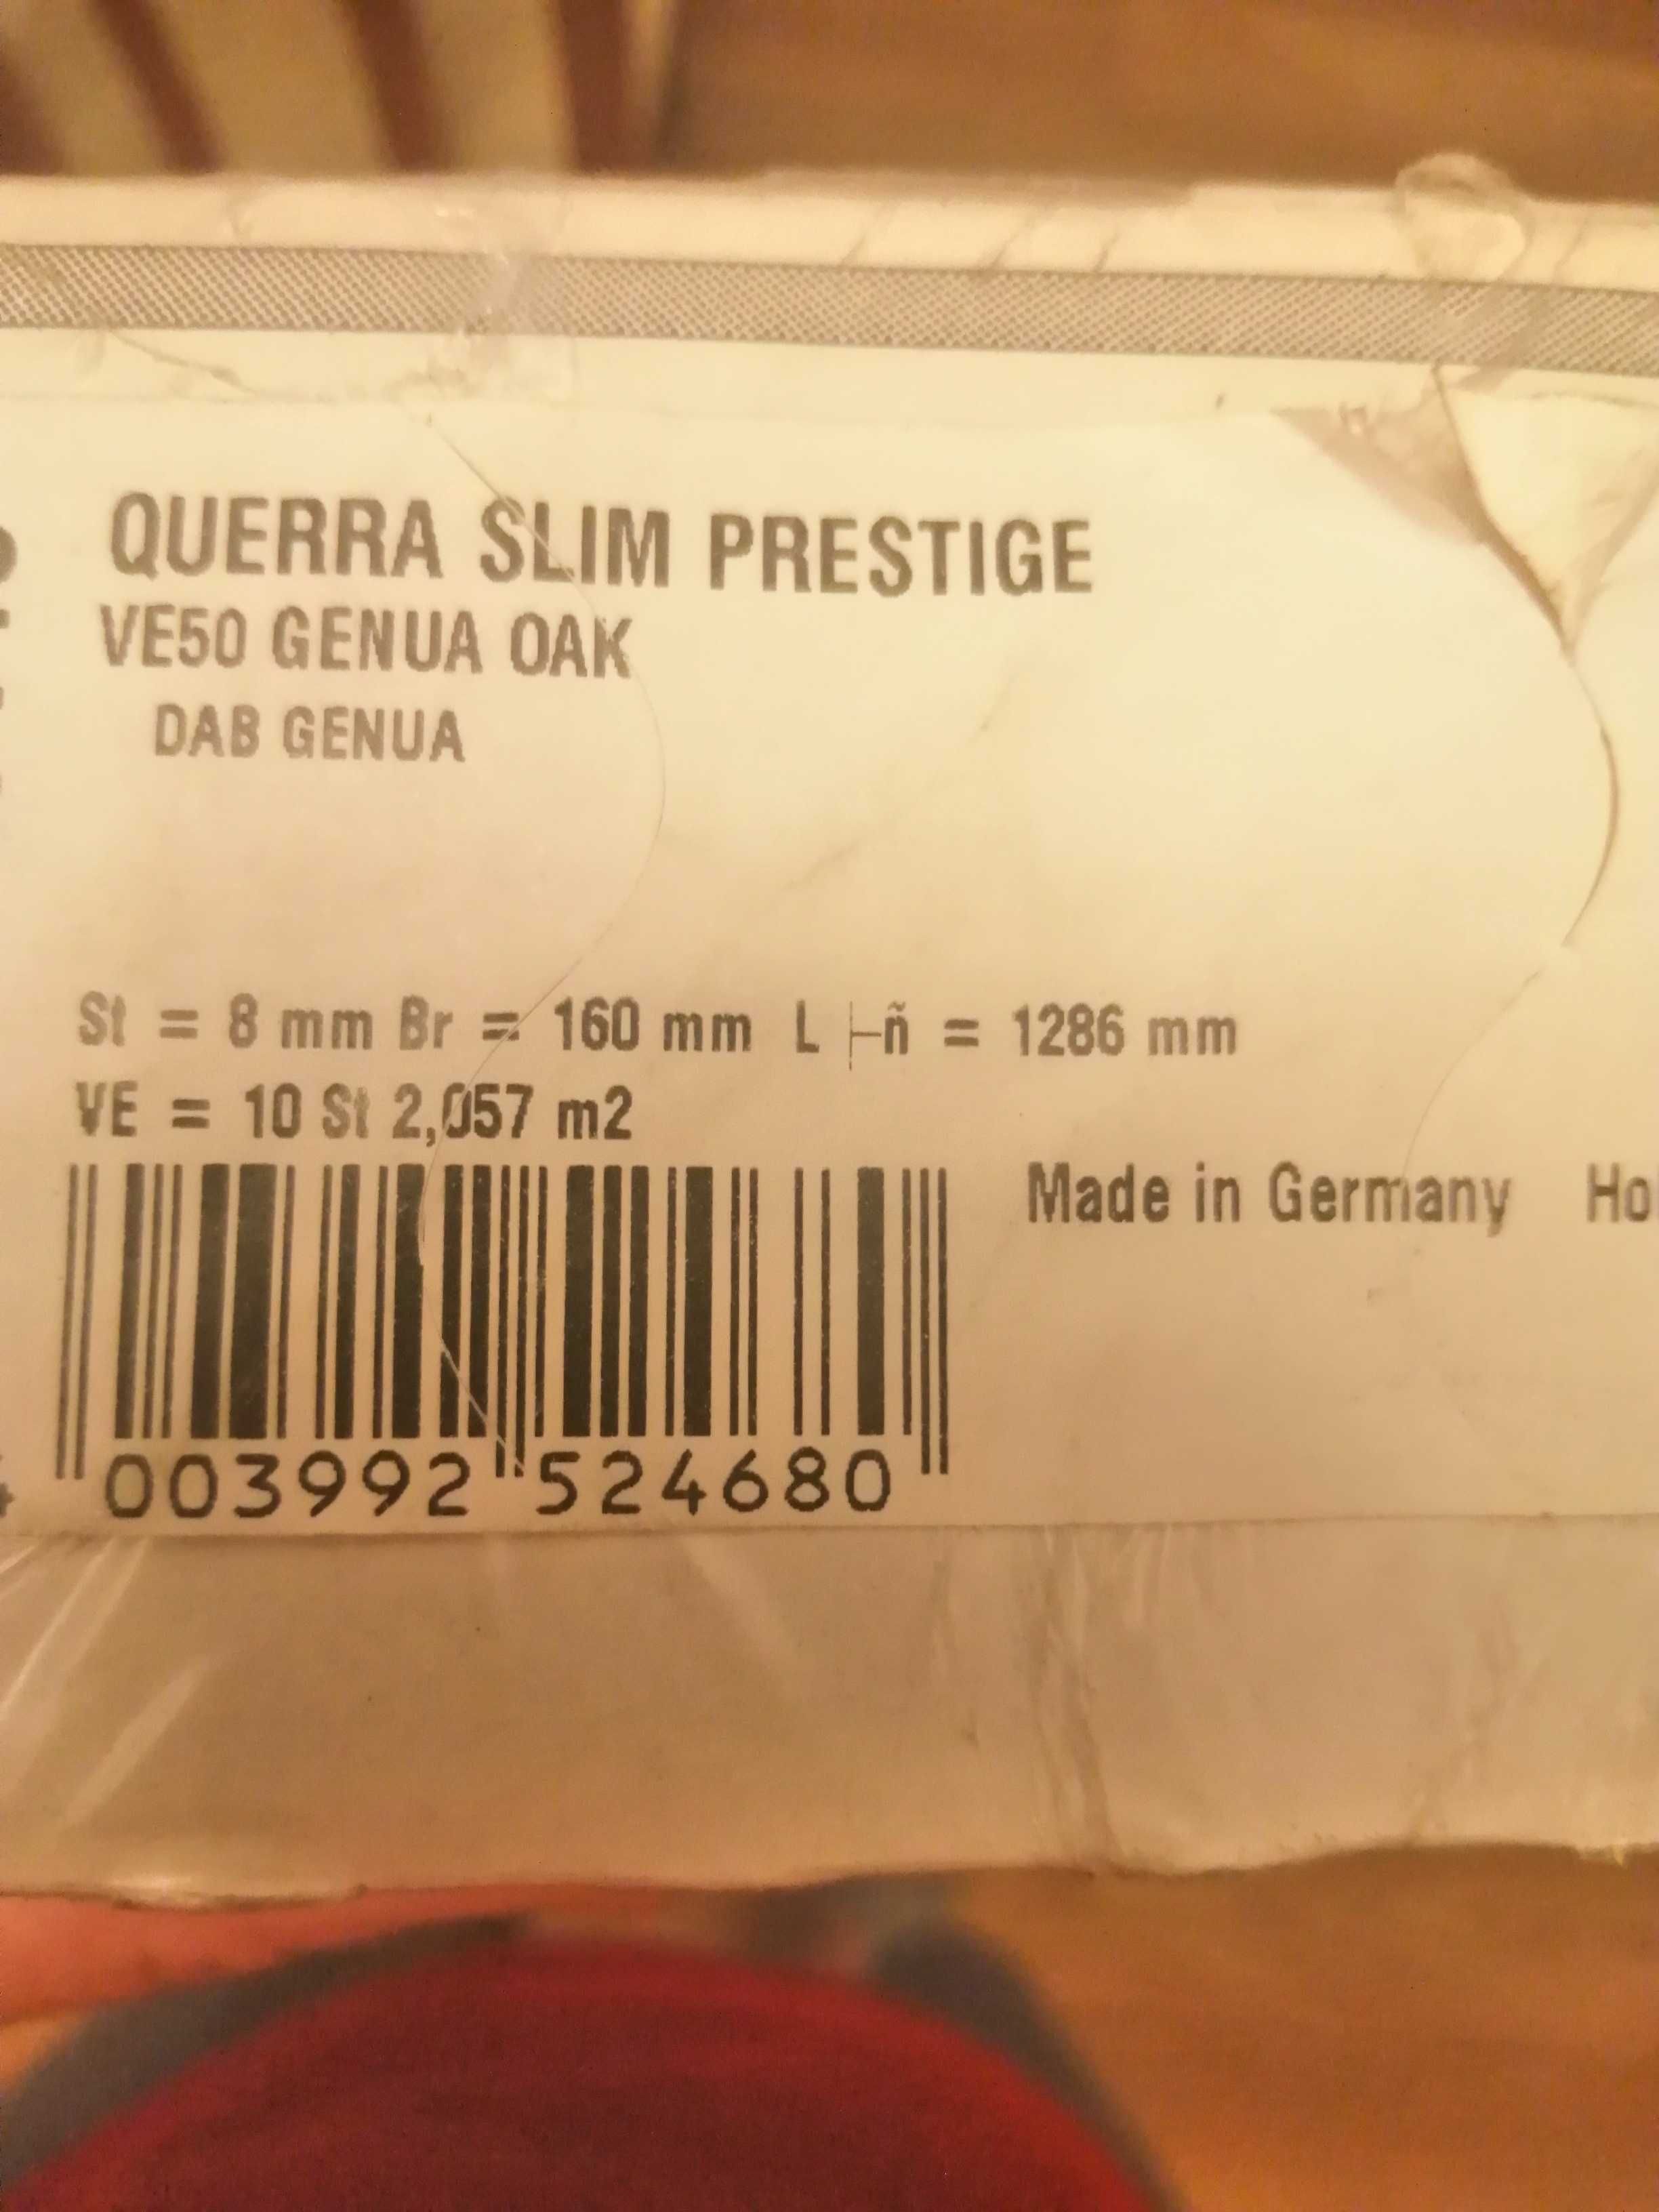 QUERRA SLIM PRESTIGE
VE50 GENUA OAK
DAB GENUA
St = 8 mm Br = 160 mm L ├ñ = 1286 mm
VE = 10 St 2,057 m2
Made in Germany Hol
003992 524680